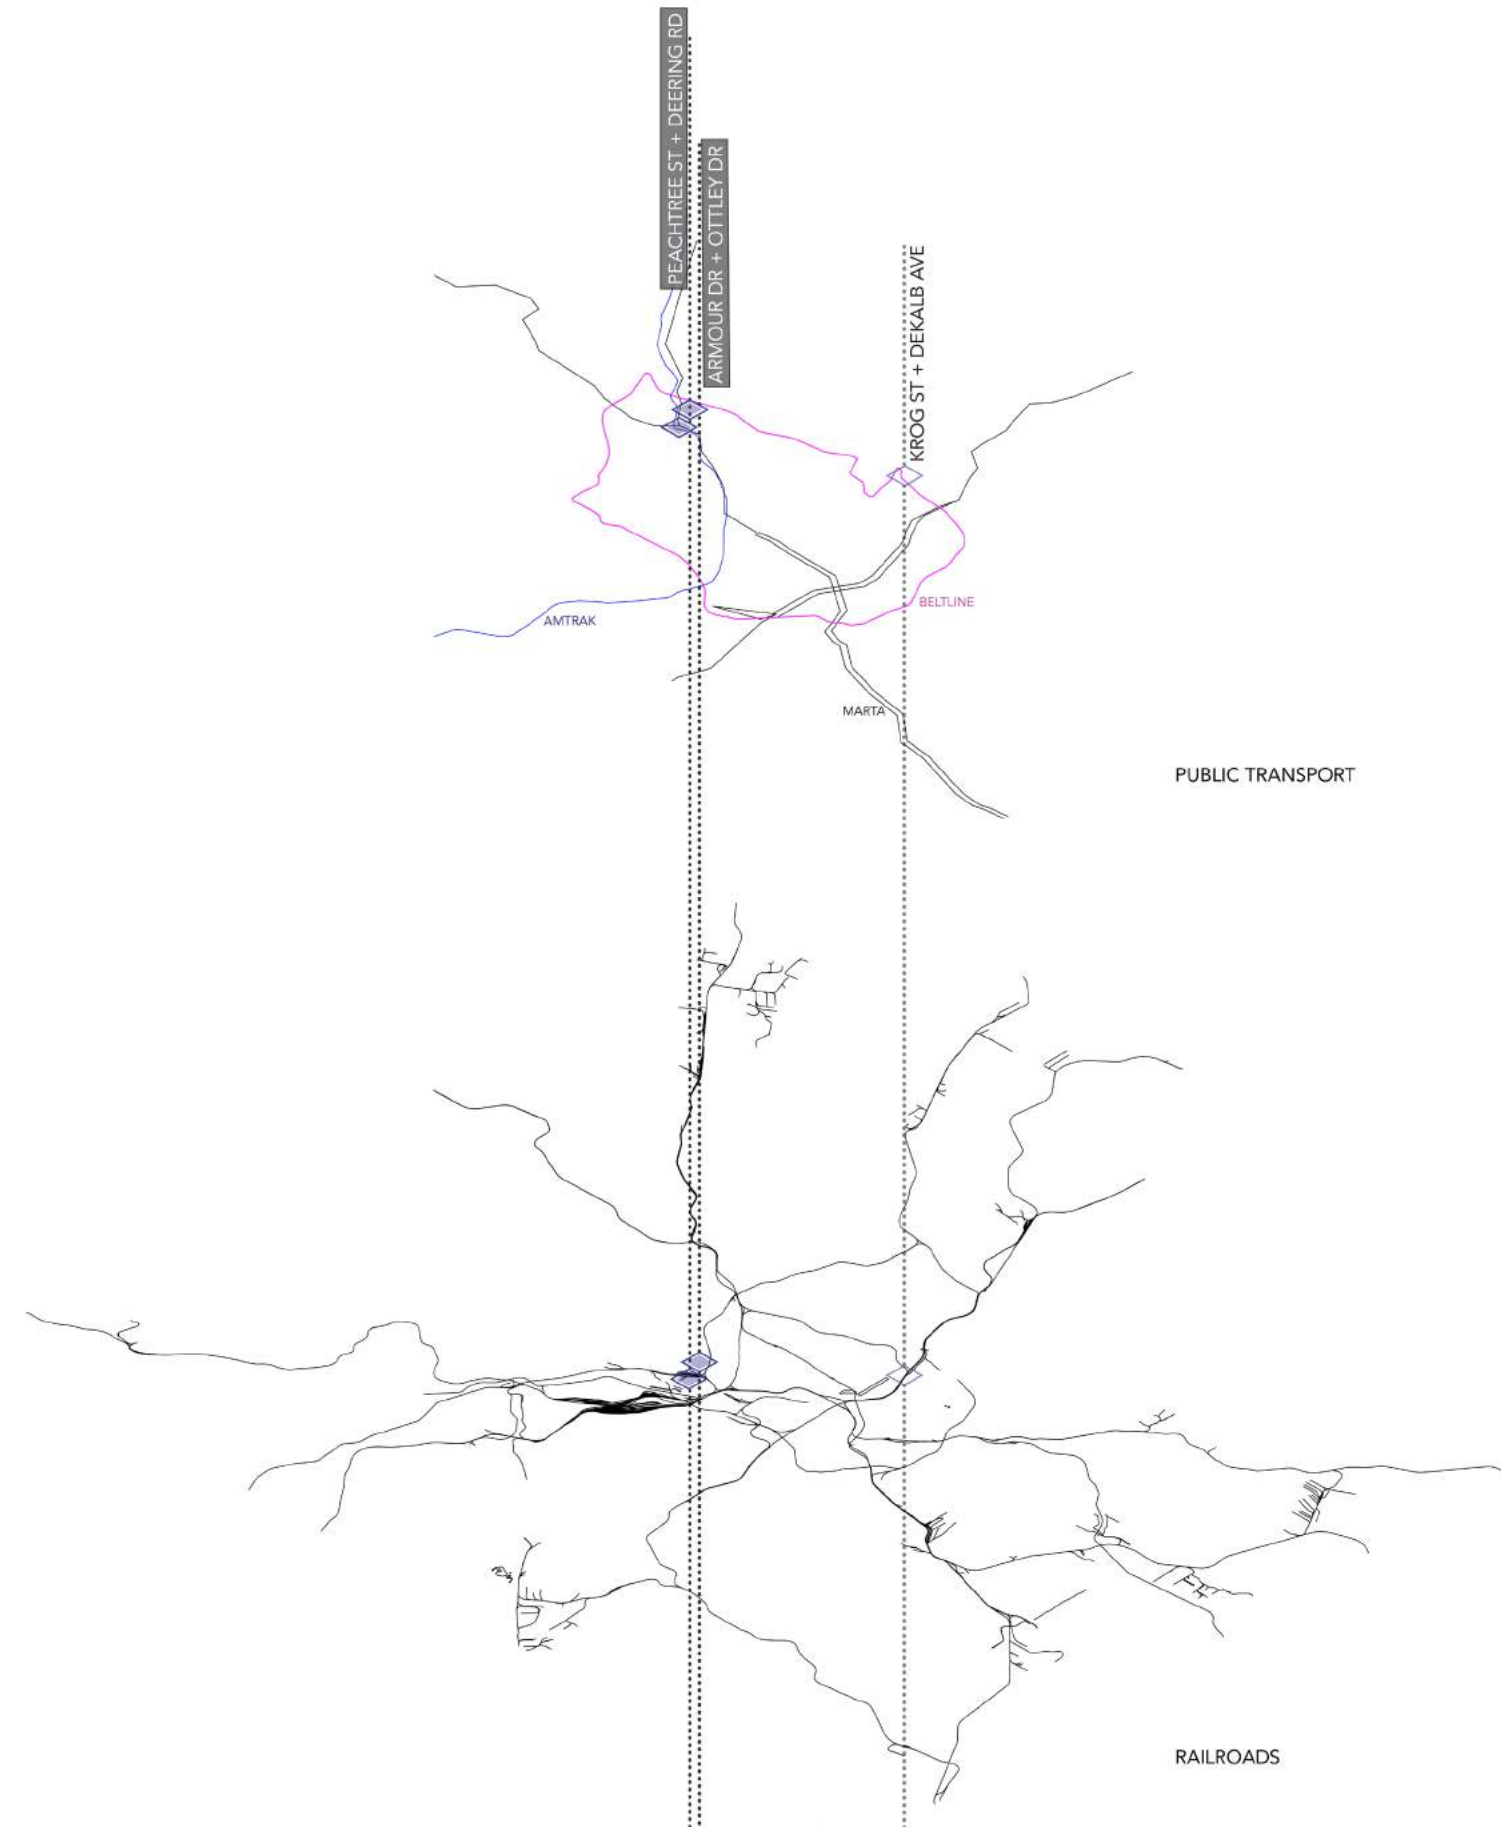 PEACHTREE ST + DEERING RD
ARMOUR DR + OTTLEY DR
KROG ST + DEKALB AVE
BELTLINE
AMTRAK
MARTA
PUBLIC TRANSPORT
RAILROADS